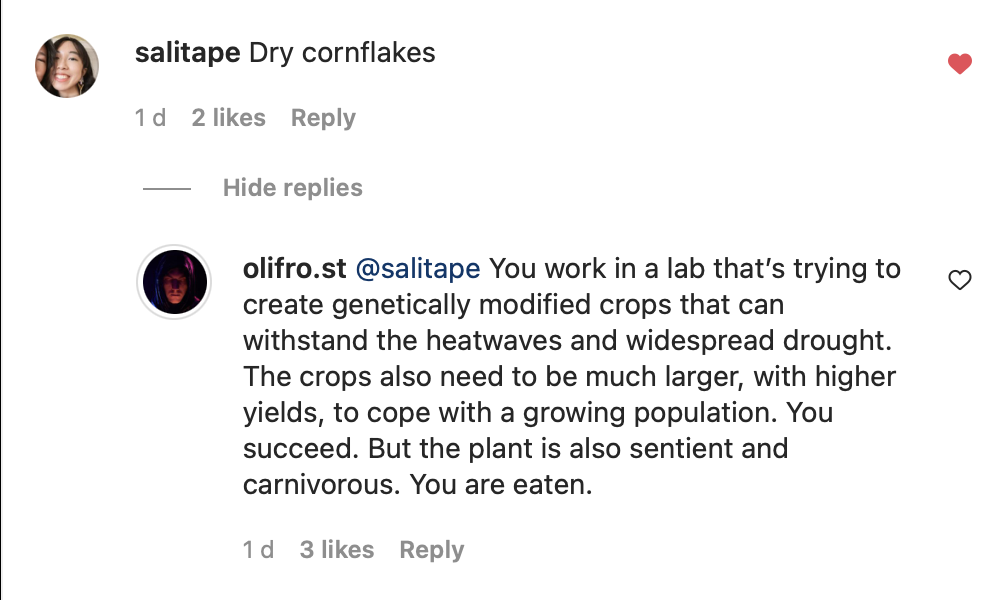 salitape Dry cornflakes
1 d 2 likes Reply
Hide replies
olifro.st @salitape You work in a lab that’s trying to
create genetically modified crops that can
withstand the heatwaves and widespread drought.
The crops also need to be much larger, with higher
yields, to cope with a growing population. You
succeed. But the plant is also sentient and
carnivorous. You are eaten.
1 d 3 likes Reply